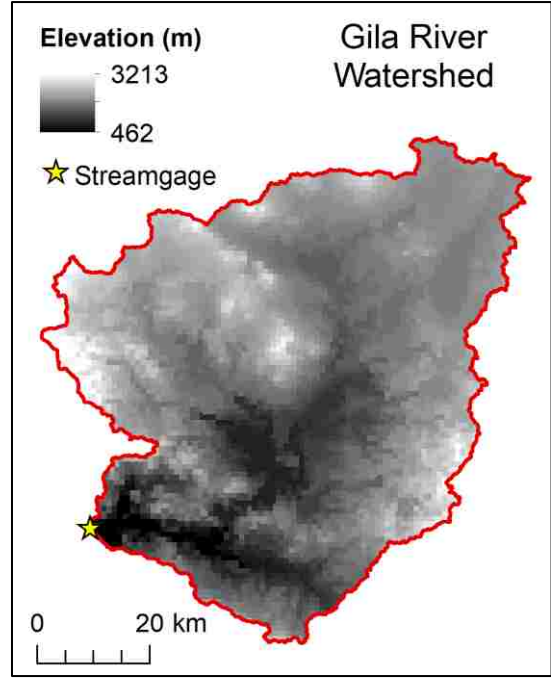 Elevation (m)
3213
462
Streamgage
Gila River
Watershed
0 20 km